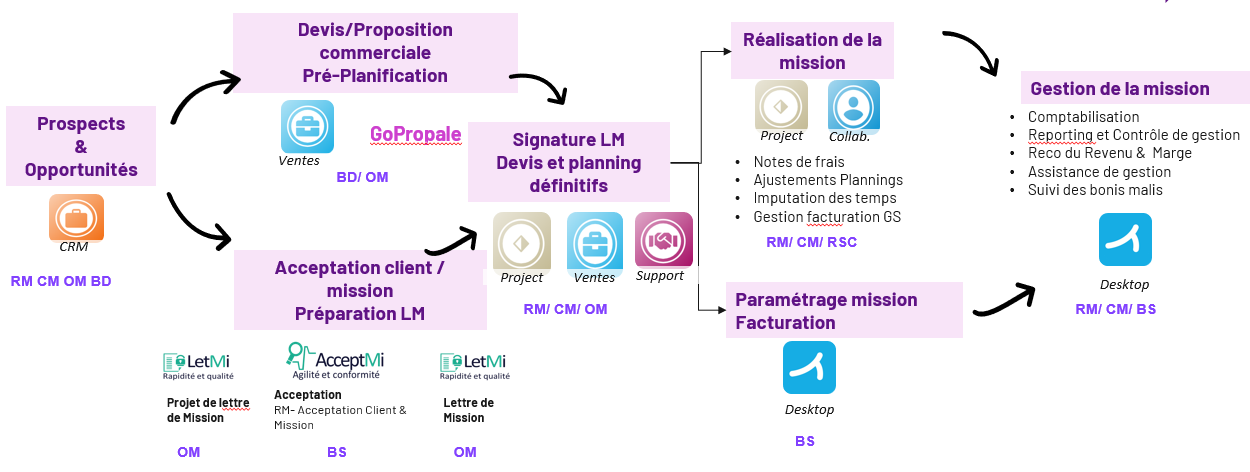 Prospects
&
Opportunités
CRM
RM CM OM BD
Devis/Proposition
commerciale
Pré-Planification
Ventes
GoPropale
BD/ OM
Acceptation client /
mission
Préparation LM
LetMi
Rapidité et qualité
Projet de lettre
de Mission
OM
AcceptMi
Agilité et conformité
Acceptation
RM- Acceptation Client &
Mission
BS
LetMi
Rapidité et qualité
Lettre de
Mission
OM
Signature LM
Devis et planning
définitifs
Project
Ventes
Support
RM/ CM/ OM
Réalisation de la
mission
Project
Collab.
• Notes de frais
• Ajustements Plannings
• Imputation des temps
• Gestion facturation GS
RM/ CM/ RSC
Paramétrage mission
Facturation
Desktop
BS
Gestion de la mission
• Comptabilisation
• Reporting et Contrôle de gestion
• Reco du Revenu & Marge
• Assistance de gestion
• Suivi des bonis malis
Desktop
RM/ CM/ BS